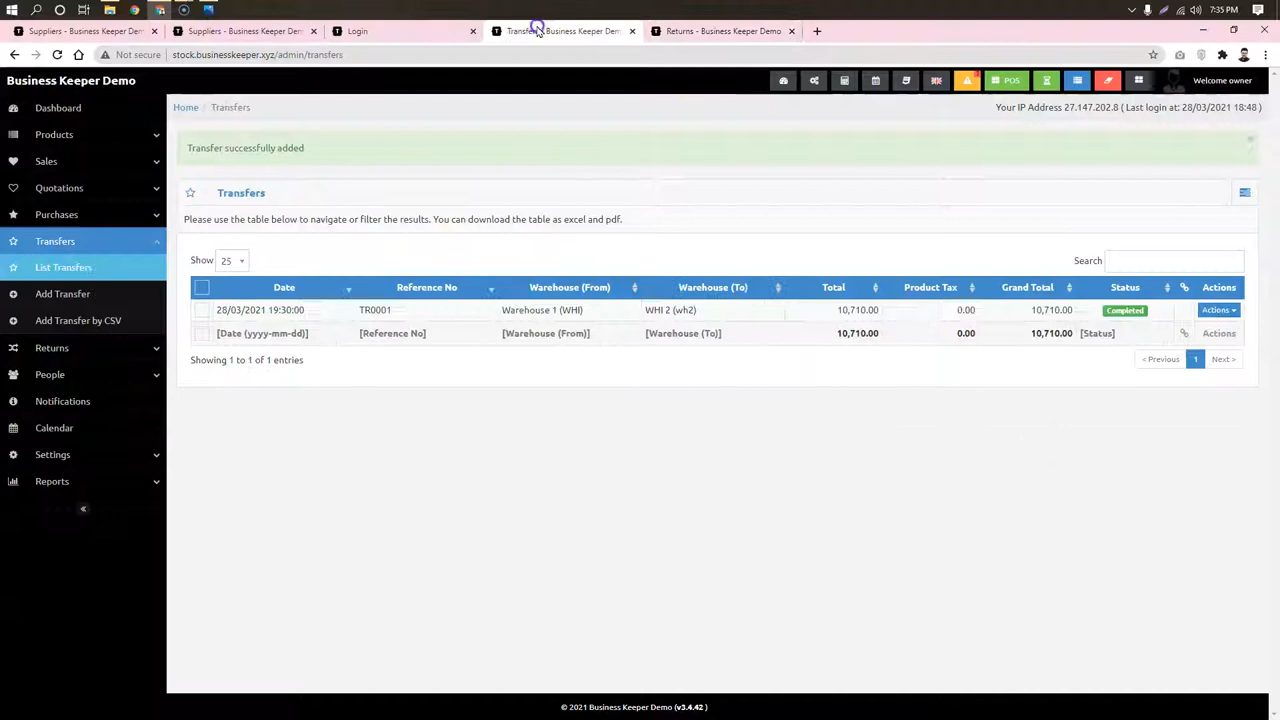 7:35 PM
Suppliers - Business Keeper Dem
Suppliers - Business Keeper Demo
Login
Transfers - Business Keeper Dem
Returns - Business Keeper Demo
Not secure
stock.businesskeeper.xyz/admin/transfers
Business Keeper Demo
POS
Welcome owner
Dashboard
Products
Sales
Quotations
Purchases
Transfers
List Transfers
Add Transfer
Add Transfer by CSV
Returns
People
Notifications
Calendar
Settings
Reports
Home / Transfers
Your IP Address 27.147.202.8 ( Last login at: 28/03/2021 18:48 )
Transfer successfully added
Transfers
Please use the table below to navigate or filter the results. You can download the table as excel and pdf.
Show 25
Search
Date Reference No Warehouse (From) Warehouse (To) Total Product Tax Grand Total Status Actions
28/03/2021 19:30:00 TR0001 Warehouse 1 (WHI) WHI 2 (wh2) 10,710.00 0.00 10,710.00 Completed Actions
[Date (yyyy-mm-dd)] [Reference No] [Warehouse (From)] [Warehouse (To)] 10,710.00 0.00 10,710.00 [Status] Actions
Showing 1 to 1 of 1 entries
< Previous 1 Next >
© 2021 Business Keeper Demo (v3.4.42 )